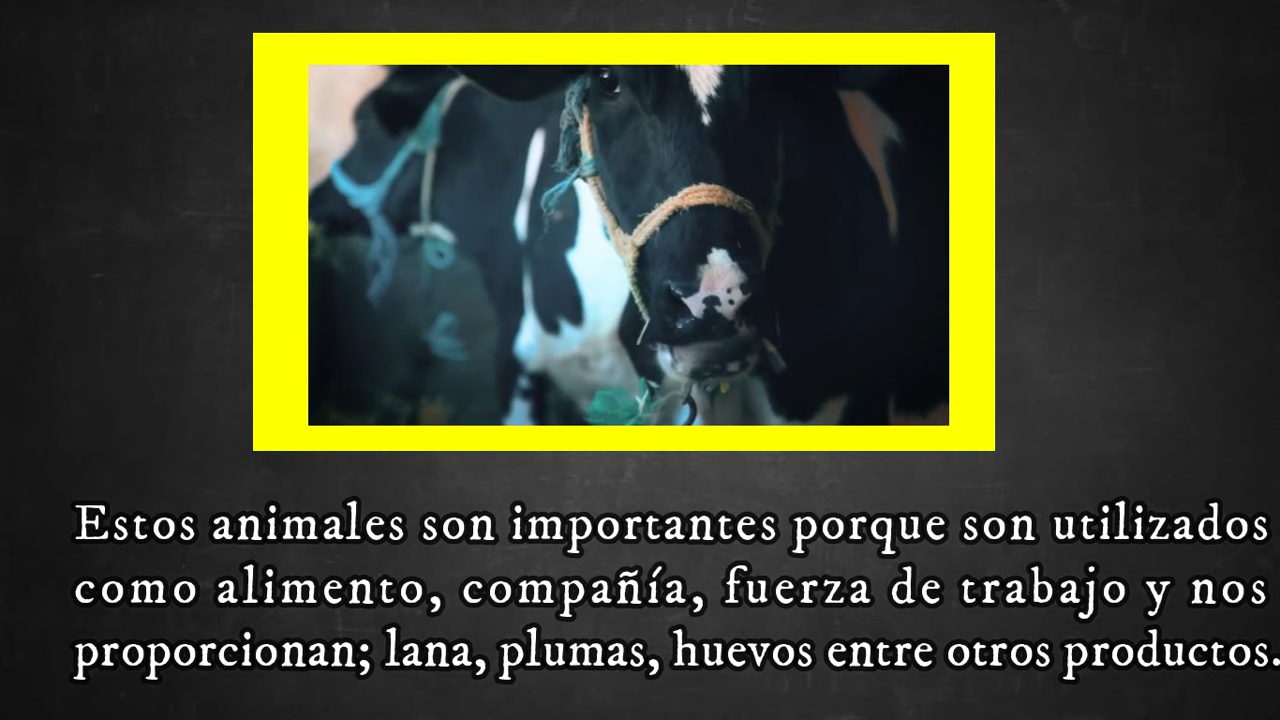 Estos animales son importantes porque son utilizados
como alimento, compañía, fuerza de trabajo y nos
proporcionan; lana, plumas, huevos entre otros productos.